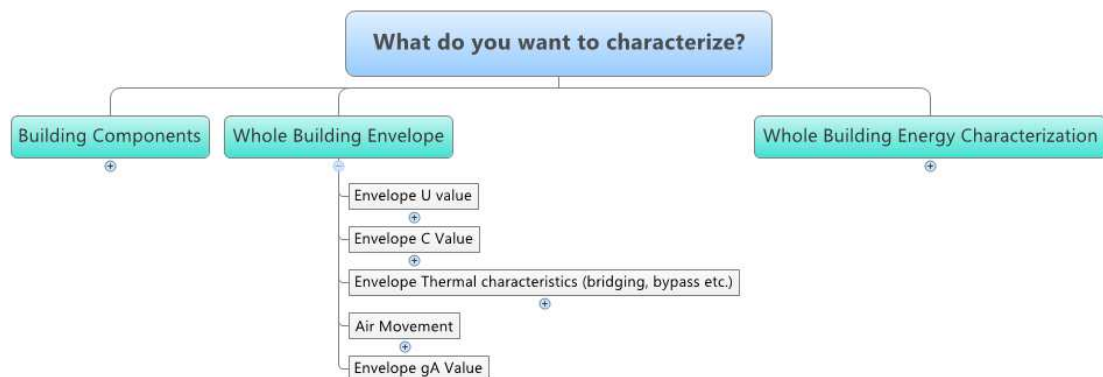 What do you want to characterize?
Building Components
Whole Building Envelope
Whole Building Energy Characterization
Envelope U value
Envelope C Value
Envelope Thermal characteristics (bridging, bypass etc.)
Air Movement
Envelope gA Value